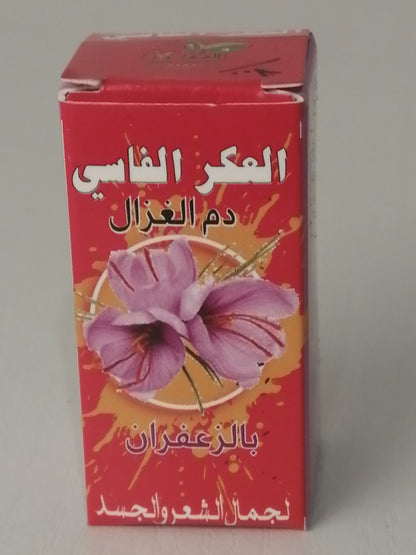 العكر الفاسي
دم الغزال
بالزعفران
لجمال الشعر والجسد